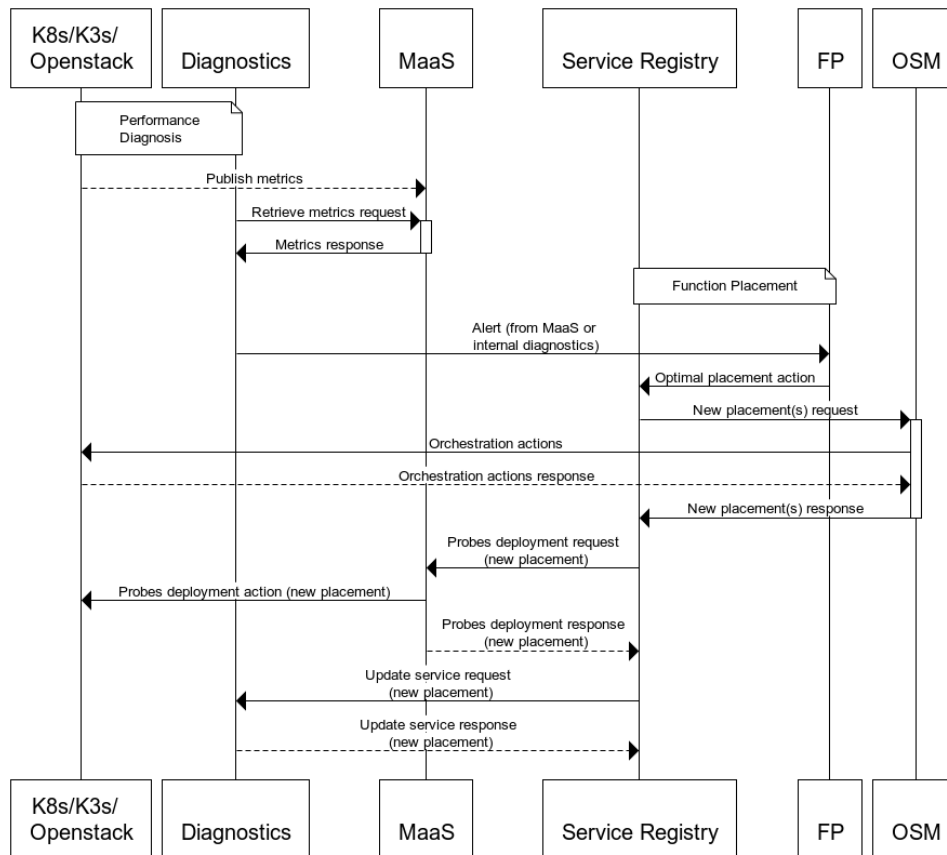 K8s/K3s/
Openstack
Diagnostics
MaaS
Service Registry
FP
OSM
Performance
Diagnosis
Publish metrics
Retrieve metrics request
Metrics response
Function Placement
Alert (from MaaS or
internal diagnostics)
Optimal placement action
New placement(s) request
Orchestration actions
Orchestration actions response
New placement(s) response
Probes deployment request
(new placement)
Probes deployment action (new placement)
Probes deployment response
(new placement)
Update service request
(new placement)
Update service response
(new placement)
K8s/K3s/
Openstack
Diagnostics
MaaS
Service Registry
FP
OSM